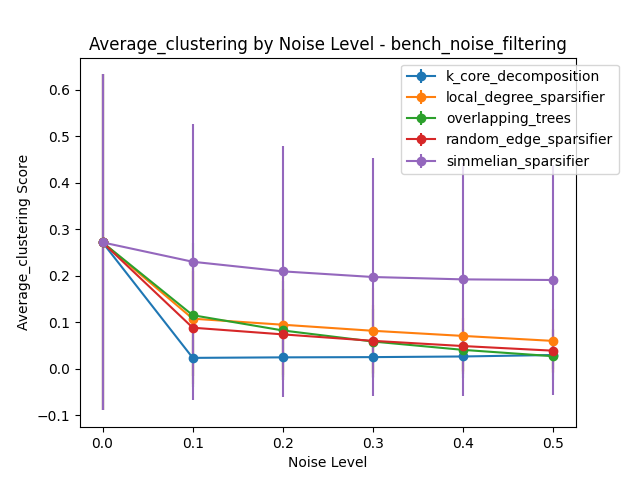 Average_clustering by Noise Level - bench_noise_filtering
k_core_decomposition
local_degree_sparsifier
overlapping_trees
random_edge_sparsifier
simmelian_sparsifier
Average_clustering Score
0.6
0.5
0.4
0.3
0.2
0.1
0.0
−0.1
0.0 0.1 0.2 0.3 0.4 0.5
Noise Level